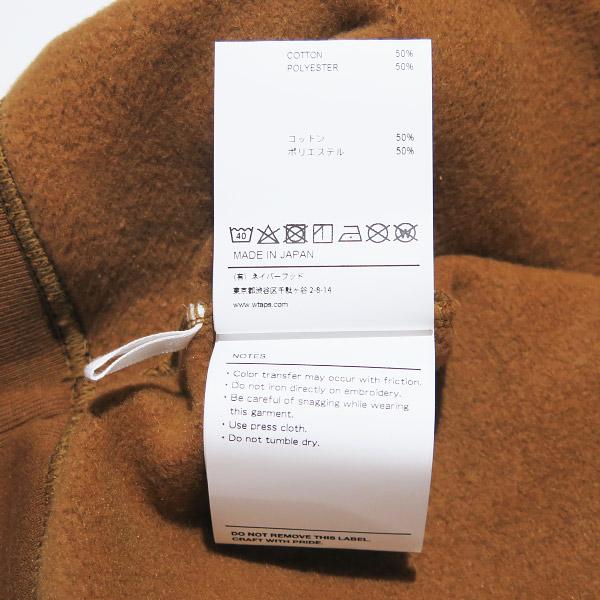 COTTON 50%
POLYESTER 50%
コットン 50%
ポリエステル 50%
40 W
MADE IN JAPAN
(有) ネイバーフッド
東京都渋谷区千駄ヶ谷 2-8-14
www.wtaps.com
NOTES
・Color transfer may occur with friction.
・Do not iron directly on embroidery.
・Be careful of snagging while wearing
this garment.
・Use press cloth.
・Do not tumble dry.
DO NOT REMOVE THIS LABEL.
CRAFT WITH PRIDE.